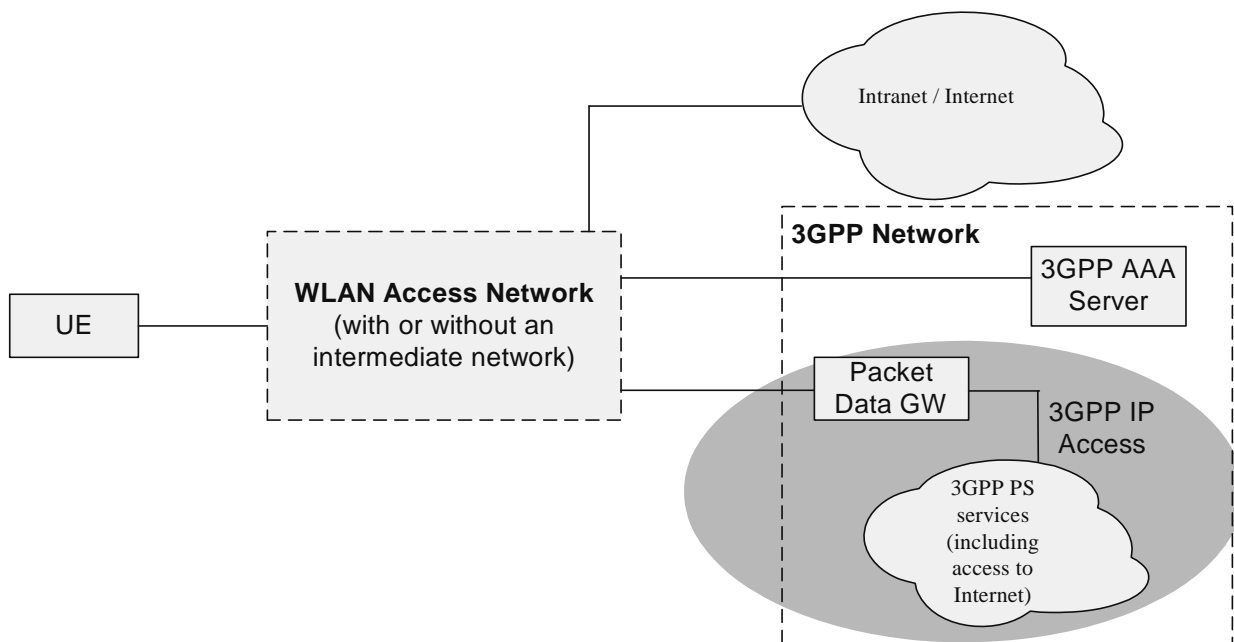 Intranet / Internet
3GPP Network
3GPP AAA
Server
WLAN Access Network
(with or without an
intermediate network)
UE
Packet
Data GW
3GPP IP
Access
3GPP PS
services
(including
access to
Internet)